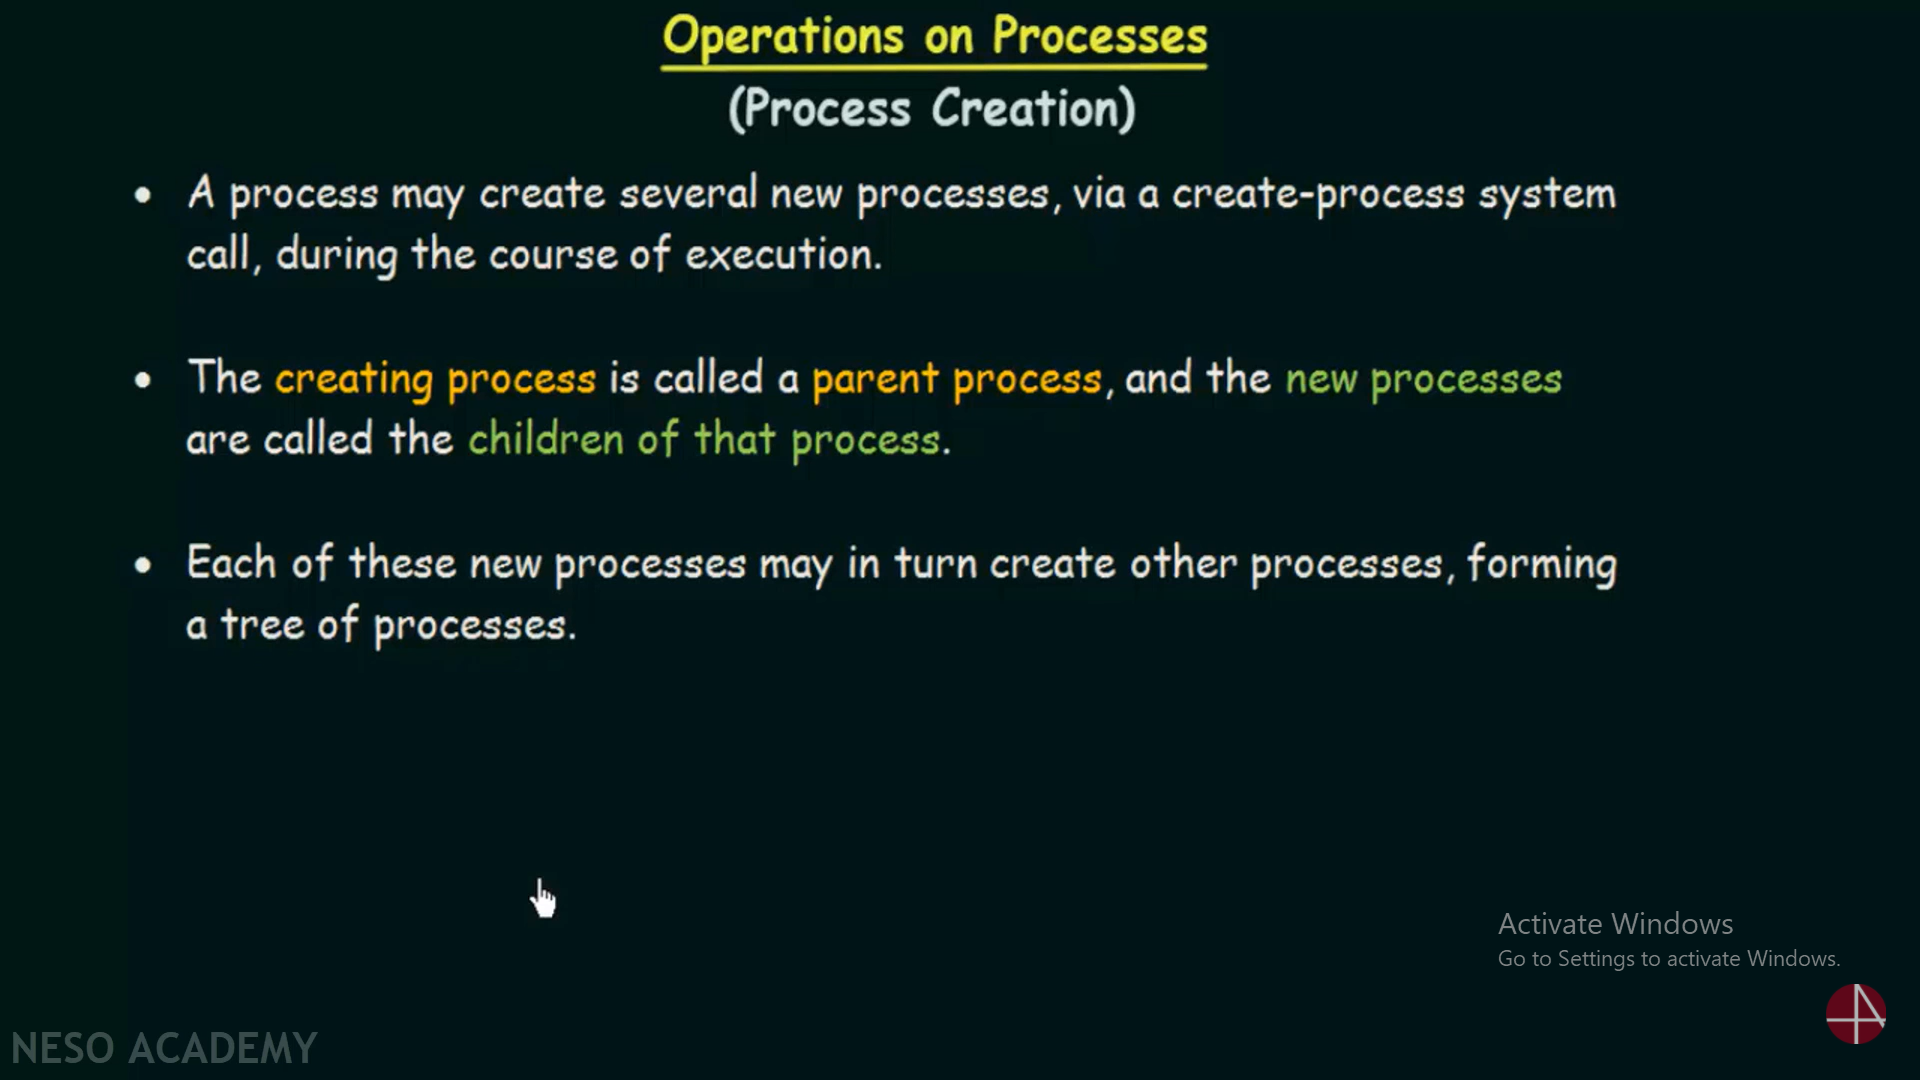 Operations on Processes
(Process Creation)
• A process may create several new processes, via a create-process system
call, during the course of execution.
• The creating process is called a parent process, and the new processes
are called the children of that process.
• Each of these new processes may in turn create other processes, forming
a tree of processes.
Activate Windows
Go to Settings to activate Windows.
NESO ACADEMY